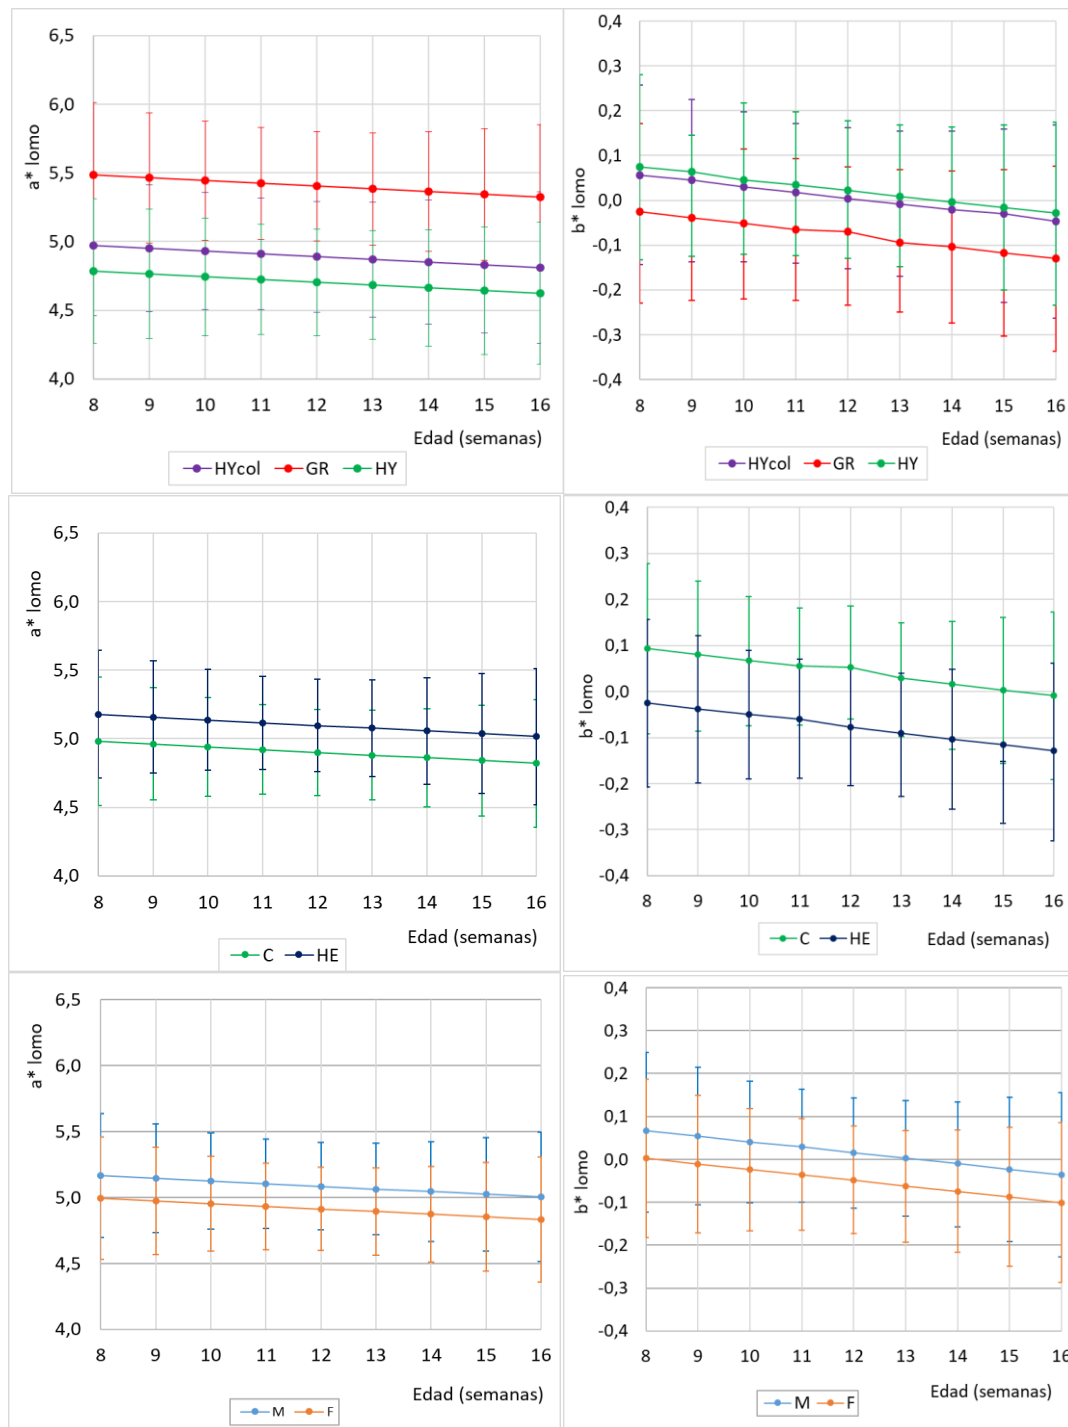 6,5
6,0
5,5
5,0
4,5
4,0
a* lomo
8 9 10 11 12 13 14 15 16
Edad (semanas)
HYcol GR HY
0,4
0,3
0,2
0,1
0,0
-0,1
-0,2
-0,3
-0,4
b* lomo
8 9 10 11 12 13 14 15 16
Edad (semanas)
HYcol GR HY
6,5
6,0
5,5
5,0
4,5
4,0
a* lomo
8 9 10 11 12 13 14 15 16
Edad (semanas)
C HE
0,4
0,3
0,2
0,1
0,0
-0,1
-0,2
-0,3
-0,4
b* lomo
8 9 10 11 12 13 14 15 16
Edad (semanas)
C HE
6,5
6,0
5,5
5,0
4,5
4,0
a* lomo
8 9 10 11 12 13 14 15 16
Edad (semanas)
M F
0,4
0,3
0,2
0,1
0,0
-0,1
-0,2
-0,3
-0,4
b* lomo
8 9 10 11 12 13 14 15 16
Edad (semanas)
M F